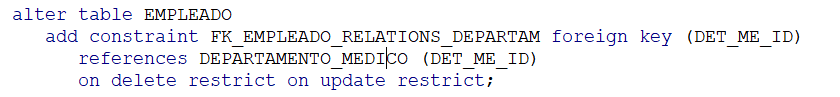 alter table EMPLEADO
add constraint FK_EMPLEADO_RELATIONS_DEPARTAM foreign key (DET_ME_ID)
references DEPARTAMENTO_MEDICO (DET_ME_ID)
on delete restrict on update restrict;